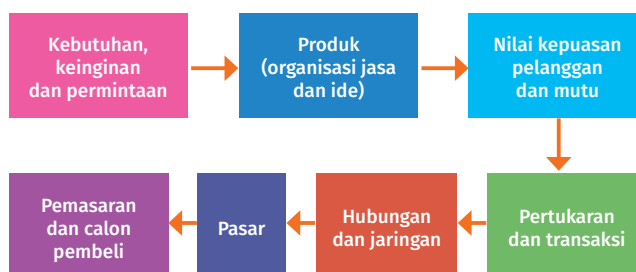 Kebutuhan,
keinginan
dan permintaan
Produk
(organisasi jasa
dan ide)
Nilai kepuasan
pelanggan
dan mutu
Pertukaran
dan transaksi
Hubungan
dan jaringan
Pasar
Pemasaran
dan calon
pembeli